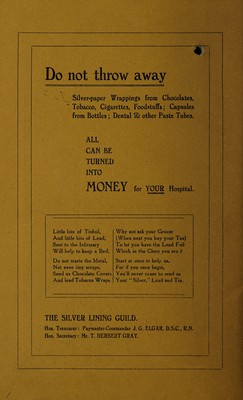 Do not throw away
Silver-paper Wrappings from Chocolates,
Tobacco, Cigarettes, Foodstuffs; Capsules
from Bottles; Dental & other Paste Tubes.
ALL
CAN BE
TURNED
INTO
MONEY for YOUR Hospital.
Little bits of Tinfoil,
And little bits of Lead,
Sent to the Infirmary
Will help to keep a Bed.
Do not waste the Metal,
Not even tiny scraps,
Send us Chocolate Covers
And lead Tobacco Wraps
Why not ask your Grocer
(When next you buy your Tea)
To let you have the Lead Foil
Which in the Chest you see?
Start at once to help us,
For if you once begin,
You'll never cease to send us
Your "Silver," Lead and Tin.
THE SILVER LINING GUILD.
Hon. Treasurer: Paymaster-Commander J. G. ELGAR, D.S.C., R.N.
Hon. Secretary: Mr. T. HERBERT GRAY.